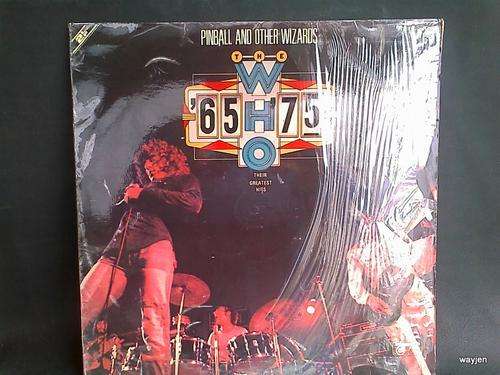 PINBALL AND OTHER WIZARDS
THE
WHO
'65 '75
THEIR
GREATEST
HITS
wayjen